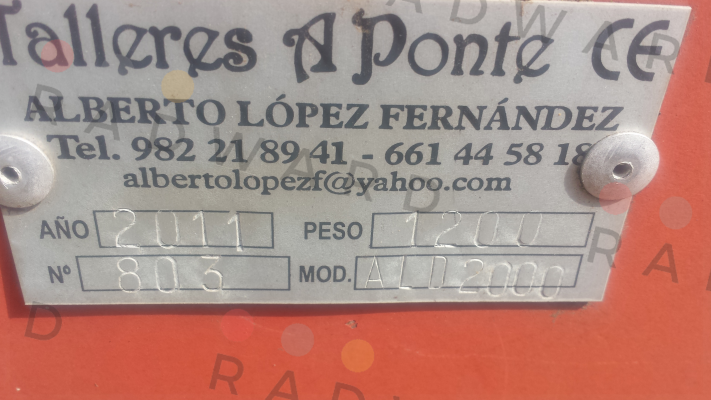 Talleres A Ponte CE
ALBERTO LÓPEZ FERNÁNDEZ
Tel. 982 21 89 41 - 661 44 58 18
albertolopezf@yahoo.com
AÑO 2011 PESO 1200
Nº 803 MOD. ALD2000
RADWARD